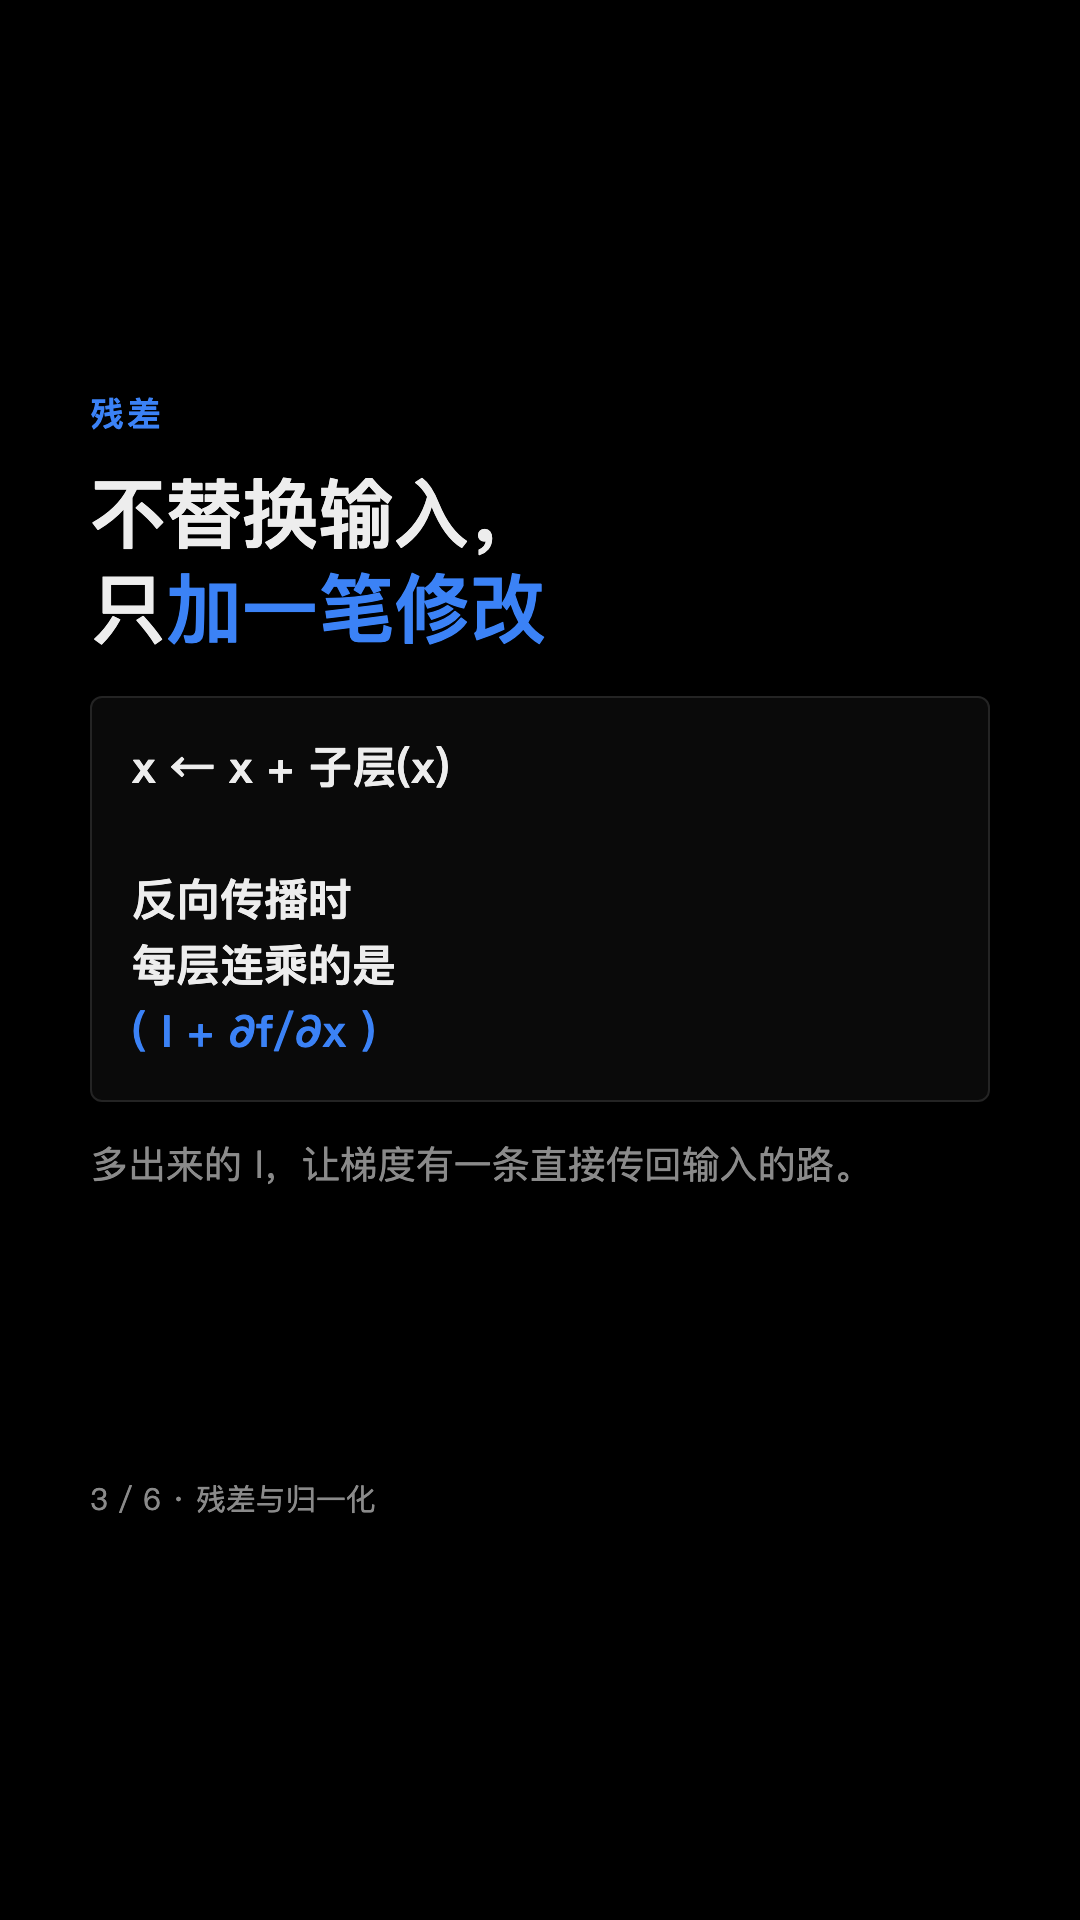 残差
不替换输入，
只加一笔修改
x ← x + 子层(x)
反向传播时
每层连乘的是
( I + ∂f/∂x )
多出来的 I，让梯度有一条直接传回输入的路。
3 / 6 · 残差与归一化